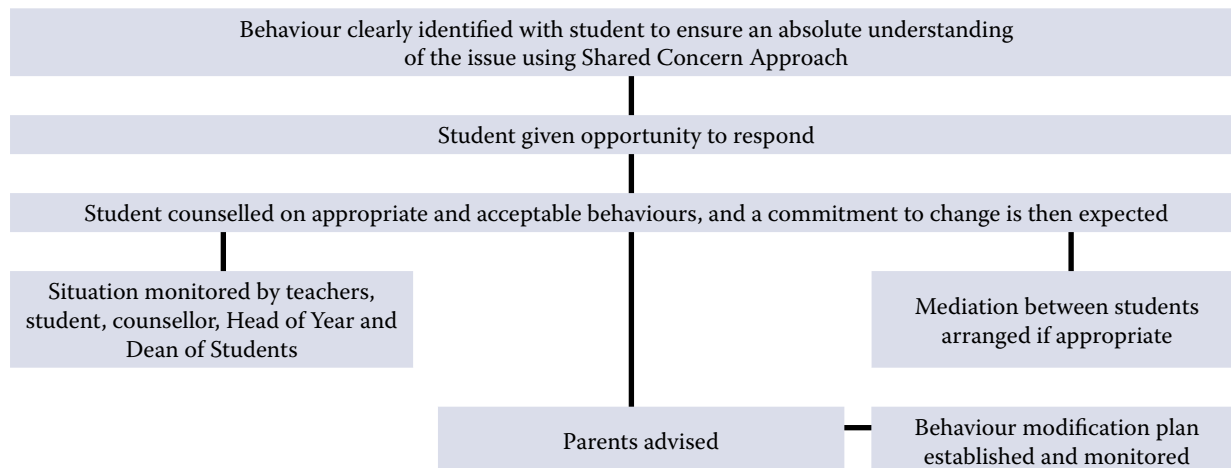 Behaviour clearly identified with student to ensure an absolute understanding
of the issue using Shared Concern Approach
Student given opportunity to respond
Student counselled on appropriate and acceptable behaviours, and a commitment to change is then expected
Situation monitored by teachers,
student, counsellor, Head of Year and
Dean of Students
Mediation between students
arranged if appropriate
Parents advised
Behaviour modification plan
established and monitored